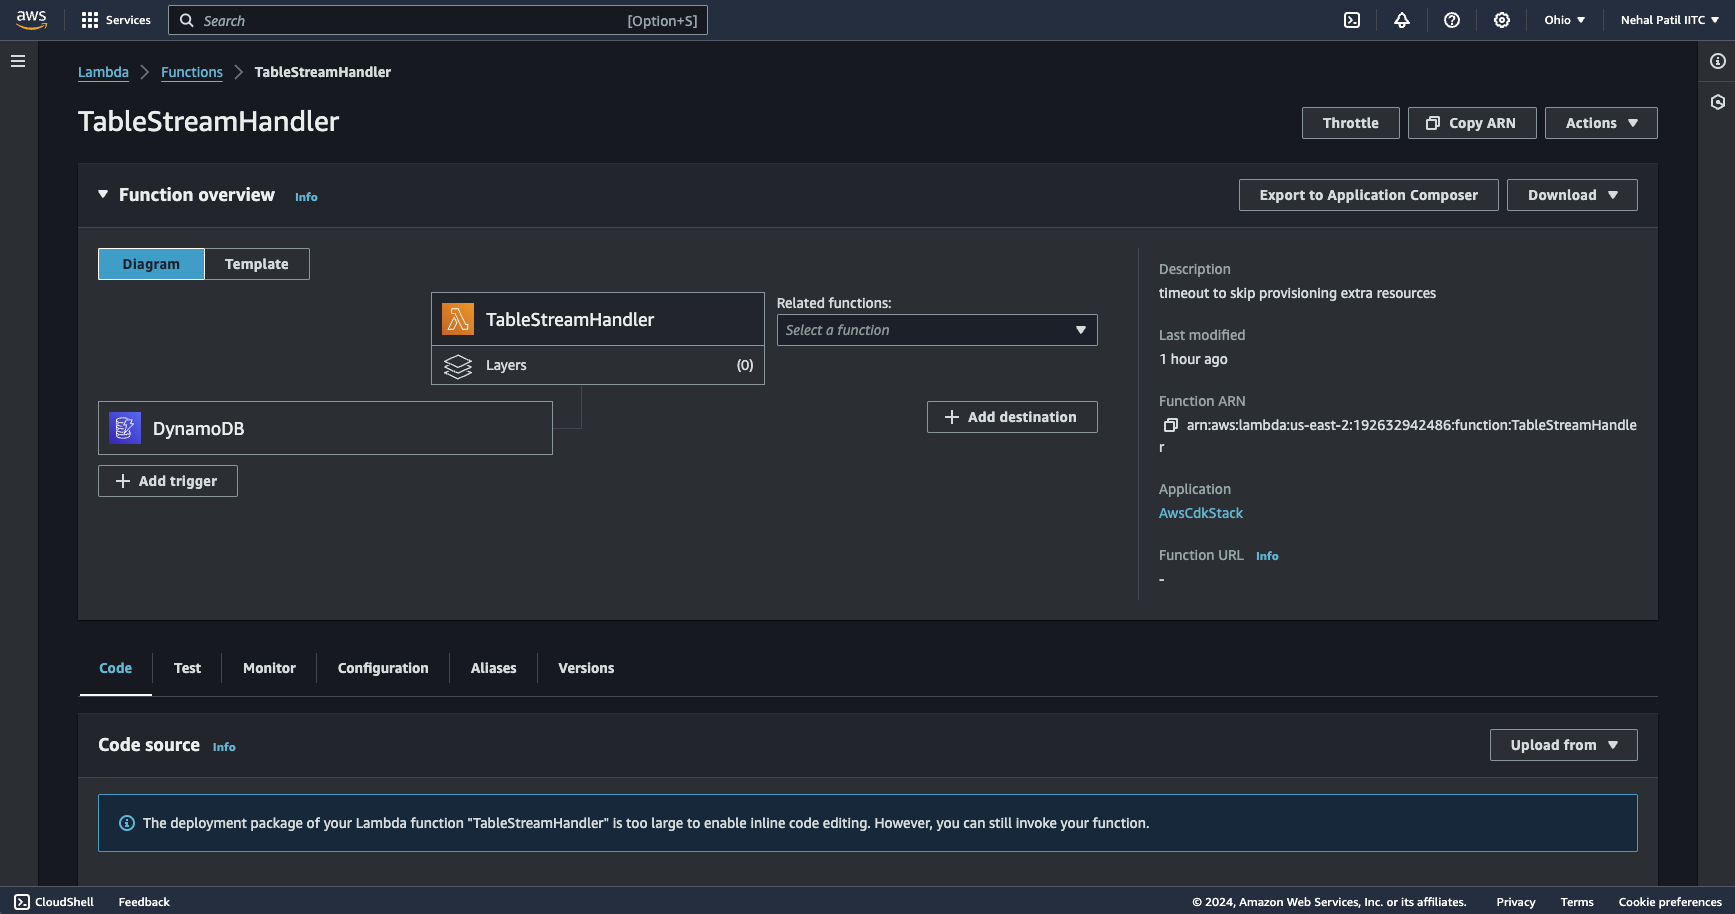 aws
Services
Search
[Option+S]
Ohio
Nehal Patil IITC
Lambda
Functions
TableStreamHandler
TableStreamHandler
Throttle
Copy ARN
Actions
Function overview
Info
Export to Application Composer
Download
Diagram
Template
TableStreamHandler
Layers
(0)
Related functions:
Select a function
DynamoDB
Add trigger
Add destination
Description
timeout to skip provisioning extra resources
Last modified
1 hour ago
Function ARN
arn:aws:lambda:us-east-2:192632942486:function:TableStreamHandle
r
Application
AwsCdkStack
Function URL
Info
-
Code
Test
Monitor
Configuration
Aliases
Versions
Code source
Info
Upload from
The deployment package of your Lambda function "TableStreamHandler" is too large to enable inline code editing. However, you can still invoke your function.
CloudShell
Feedback
© 2024, Amazon Web Services, Inc. or its affiliates.
Privacy
Terms
Cookie preferences